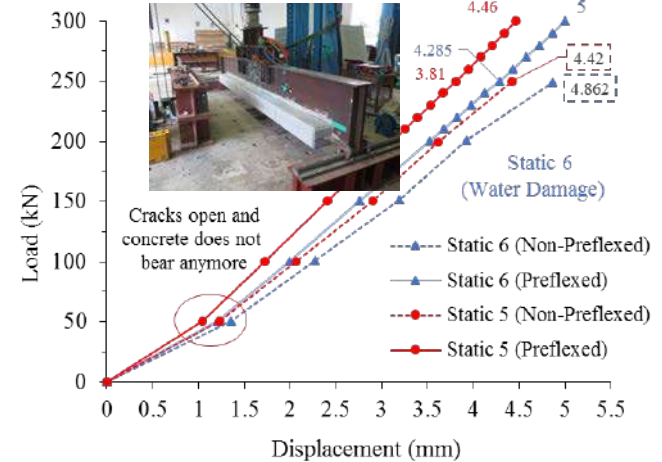 300
250
200
150
100
50
0
Load (kN)
4.46
5
4.285
3.81
4.42
4.862
Static 6
(Water Damage)
Cracks open and
concrete does not
bear anymore
Static 6 (Non-Preflexed)
Static 6 (Preflexed)
Static 5 (Non-Preflexed)
Static 5 (Preflexed)
0 0.5 1 1.5 2 2.5 3 3.5 4 4.5 5 5.5
Displacement (mm)